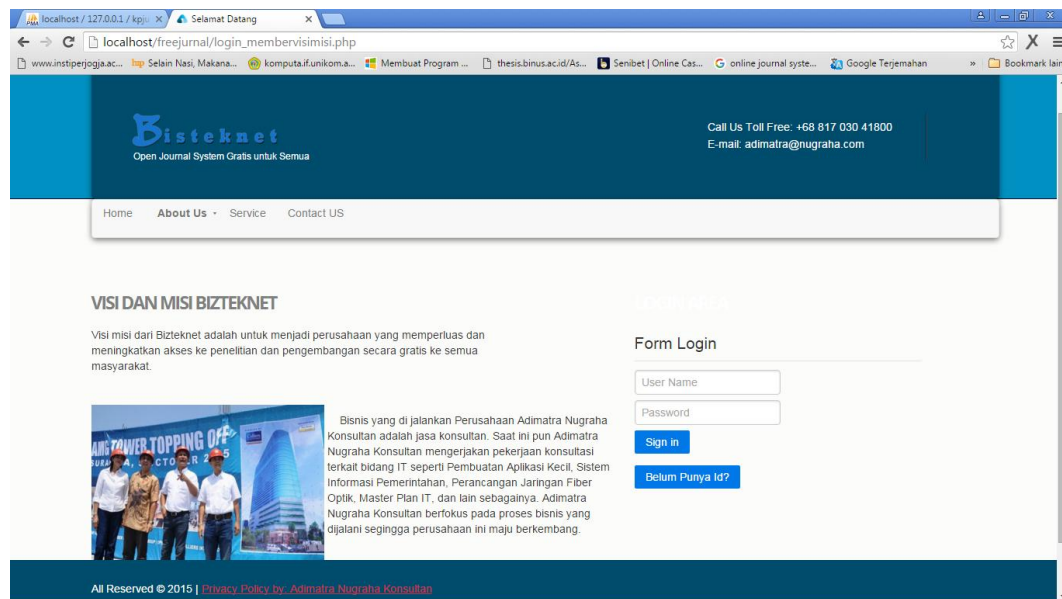 localhost / 127.0.0.1 / kpju
Selamat Datang
localhost/freejurnal/login_membervisimisi.php
www.instiperjogja.ac...
Selain Nasi, Makana...
komputa.if.unikom.a...
Membuat Program ...
thesis.binus.ac.id/As...
Senibet | Online Cas...
online journal syste...
Google Terjemahan
»
Bookmark lain
Bisteknet
Open Journal System Gratis untuk Semua
Call Us Toll Free: +68 817 030 41800
E-mail: adimatra@nugraha.com
Home About Us Service Contact US
VISI DAN MISI BIZTEKNET
Visi misi dari Bizteknet adalah untuk menjadi perusahaan yang memperluas dan
meningkatkan akses ke penelitian dan pengembangan secara gratis ke semua
masyarakat.
TOWER TOPPING OFF
Bisnis yang di jalankan Perusahaan Adimatra Nugraha
Konsultan adalah jasa konsultan. Saat ini pun Adimatra
Nugraha Konsultan mengerjakan pekerjaan konsultasi
terkait bidang IT seperti Pembuatan Aplikasi Kecil, Sistem
Informasi Pemerintahan, Perancangan Jaringan Fiber
Optik, Master Plan IT, dan lain sebagainya. Adimatra
Nugraha Konsultan berfokus pada proses bisnis yang
dijalani segingga perusahaan ini maju berkembang.
Form Login
User Name
Password
Sign in
Belum Punya Id?
All Reserved © 2015 | Privacy Policy by: Adimatra Nugraha Konsultan